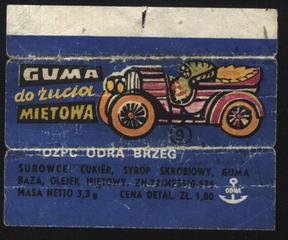 GUMA
do żucia
MIĘTOWA
9
OZPC ODRA BRZEG
SUROWCE: CUKIER, SYROP SKROBIOWY, GUMA
BAZA, OLEJEK MIĘTOWY.
MASA NETTO 3,3 g CENA DETAL. ZŁ. 1,80
ODRA